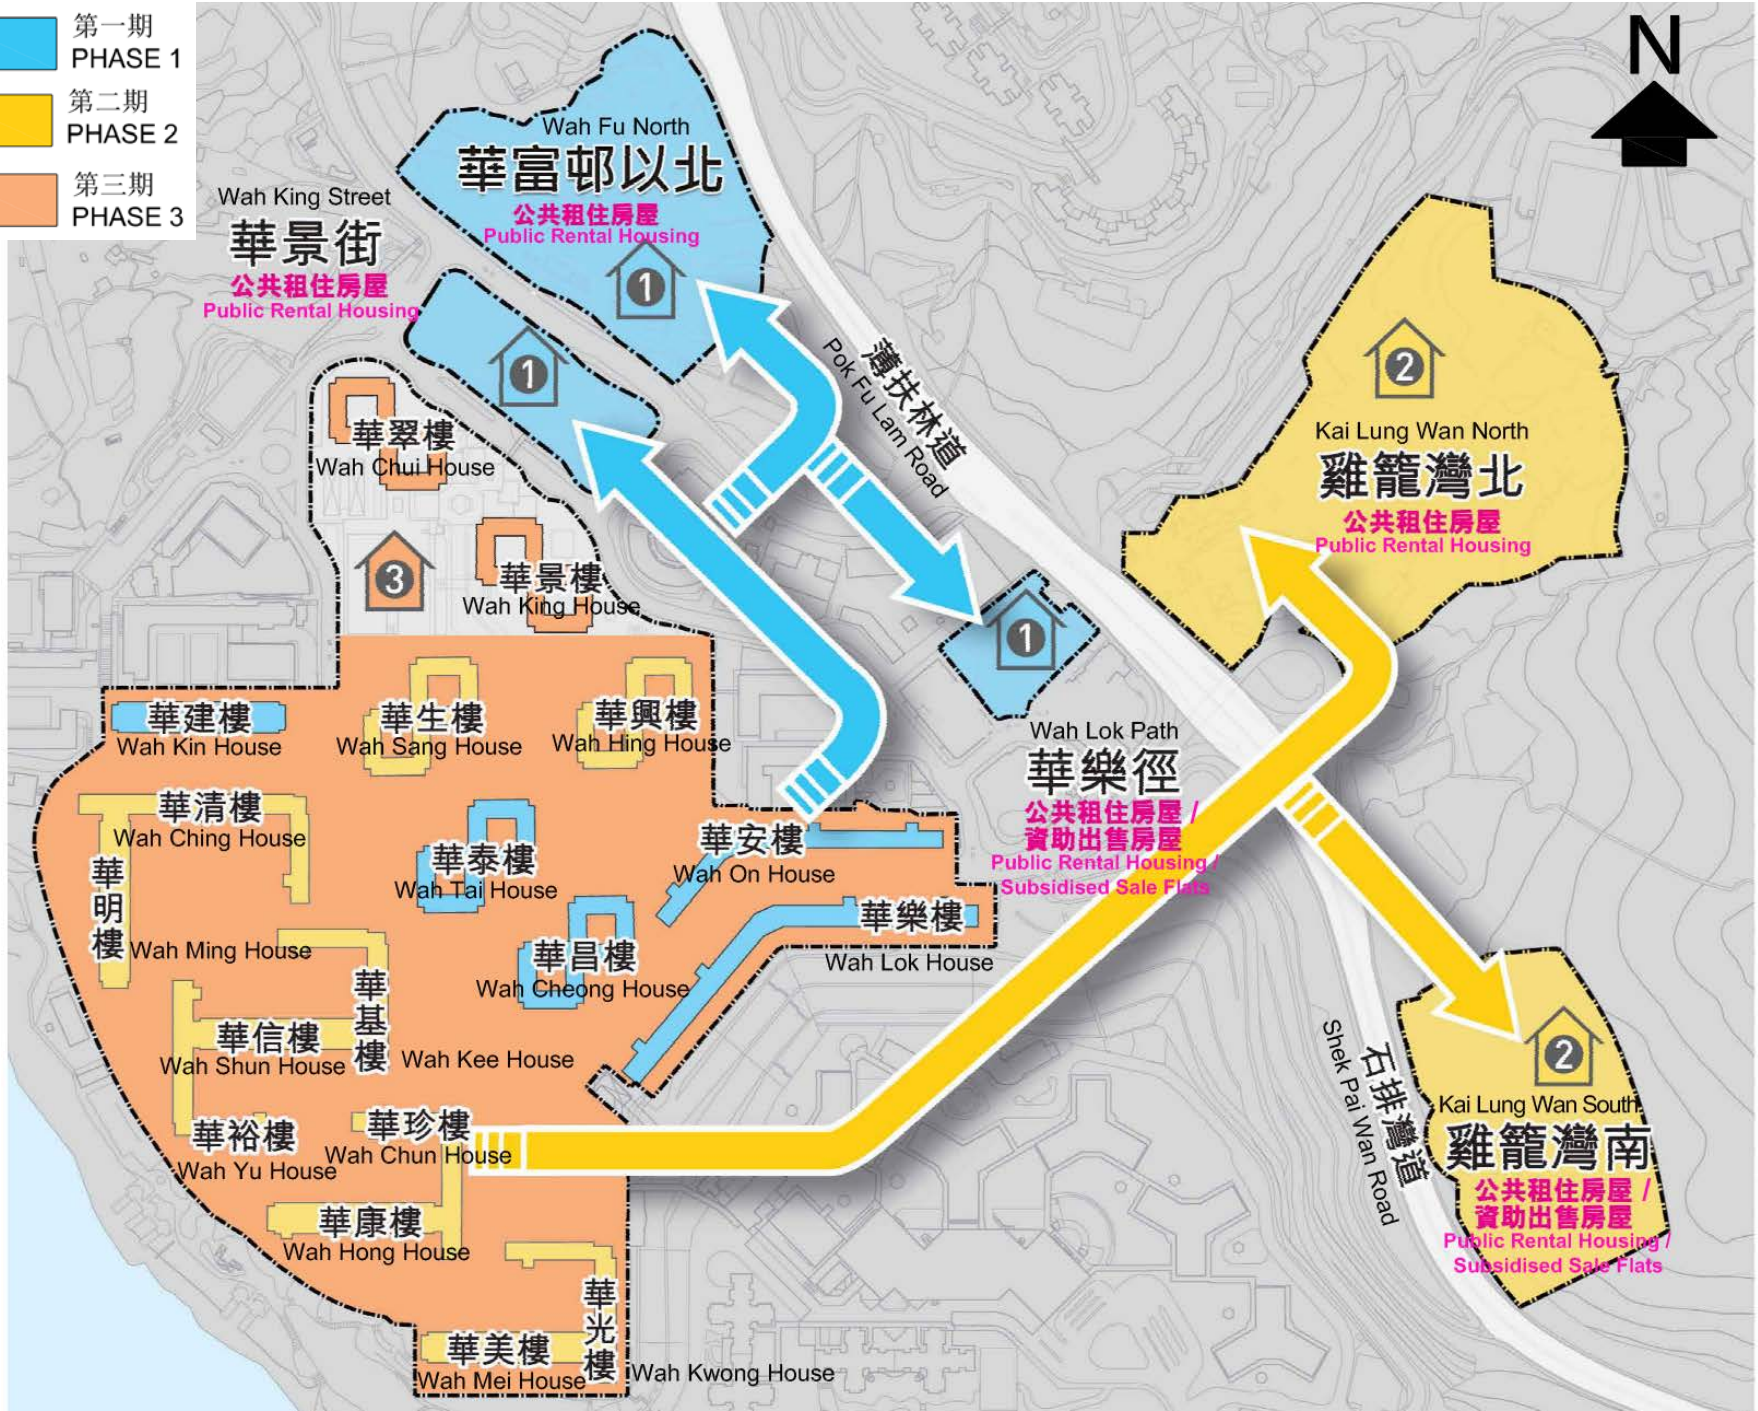 第一期
PHASE 1
第二期
PHASE 2
第三期
PHASE 3
N
Wah Fu North
華富邨以北
公共租住房屋
Public Rental Housing
1
Wah King Street
華景街
公共租住房屋
Public Rental Housing
1
薄扶林道
Pok Fu Lam Road
2
Kai Lung Wan North
雞籠灣北
公共租住房屋
Public Rental Housing
華翠樓
Wah Chui House
3
華景樓
Wah King House
1
Wah Lok Path
華樂徑
公共租住房屋 /
資助出售房屋
Public Rental Housing /
Subsidised Sale Flats
華建樓
Wah Kin House
華生樓
Wah Sang House
華興樓
Wah Hing House
華清樓
Wah Ching House
華泰樓
Wah Tai House
華安樓
Wah On House
華明樓
Wah Ming House
華昌樓
Wah Cheong House
華樂樓
Wah Lok House
華基樓
Wah Kee House
華信樓
Wah Shun House
華裕樓
Wah Yu House
華珍樓
Wah Chun House
華康樓
Wah Hong House
華光樓
Wah Kwong House
華美樓
Wah Mei House
石排灣道
Shek Pai Wan Road
2
Kai Lung Wan South
雞籠灣南
公共租住房屋 /
資助出售房屋
Public Rental Housing /
Subsidised Sale Flats